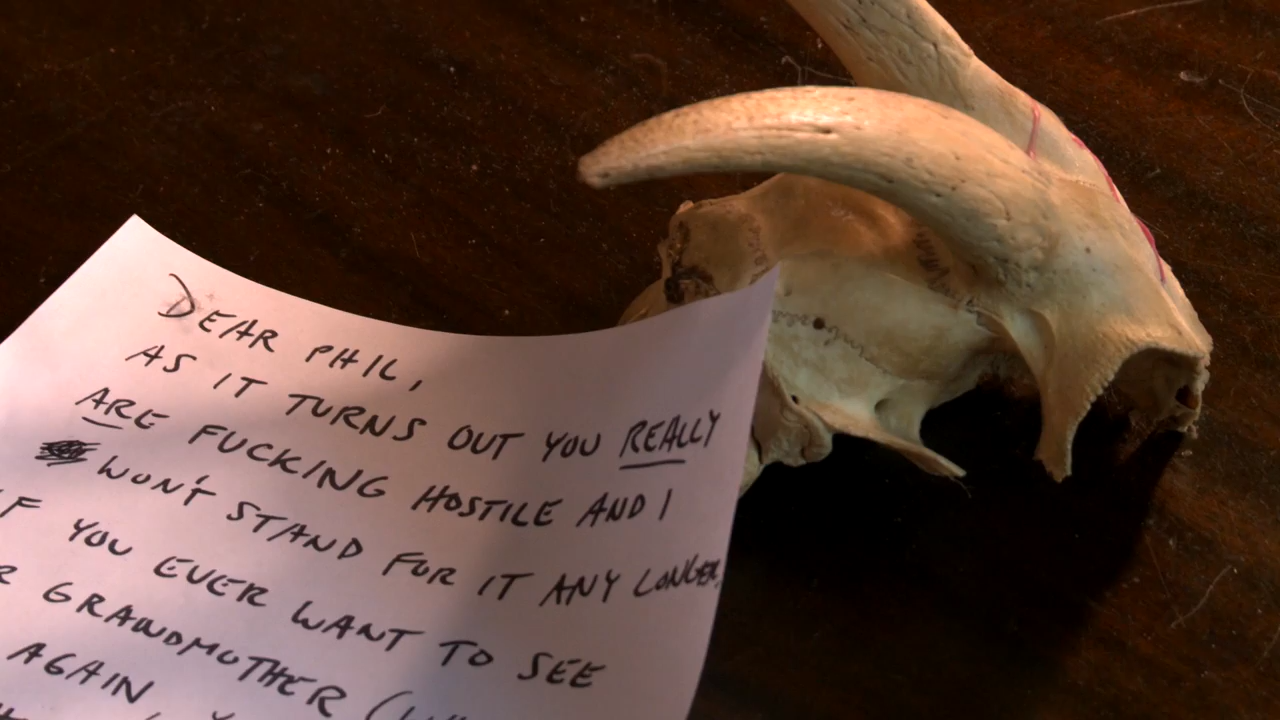 DEAR PHIL,
AS IT TURNS OUT YOU REALLY
ARE FUCKING HOSTILE AND I
WON'T STAND FOR IT ANY LONGER.
IF YOU EVER WANT TO SEE
GRANDMOTHER
AGAIN